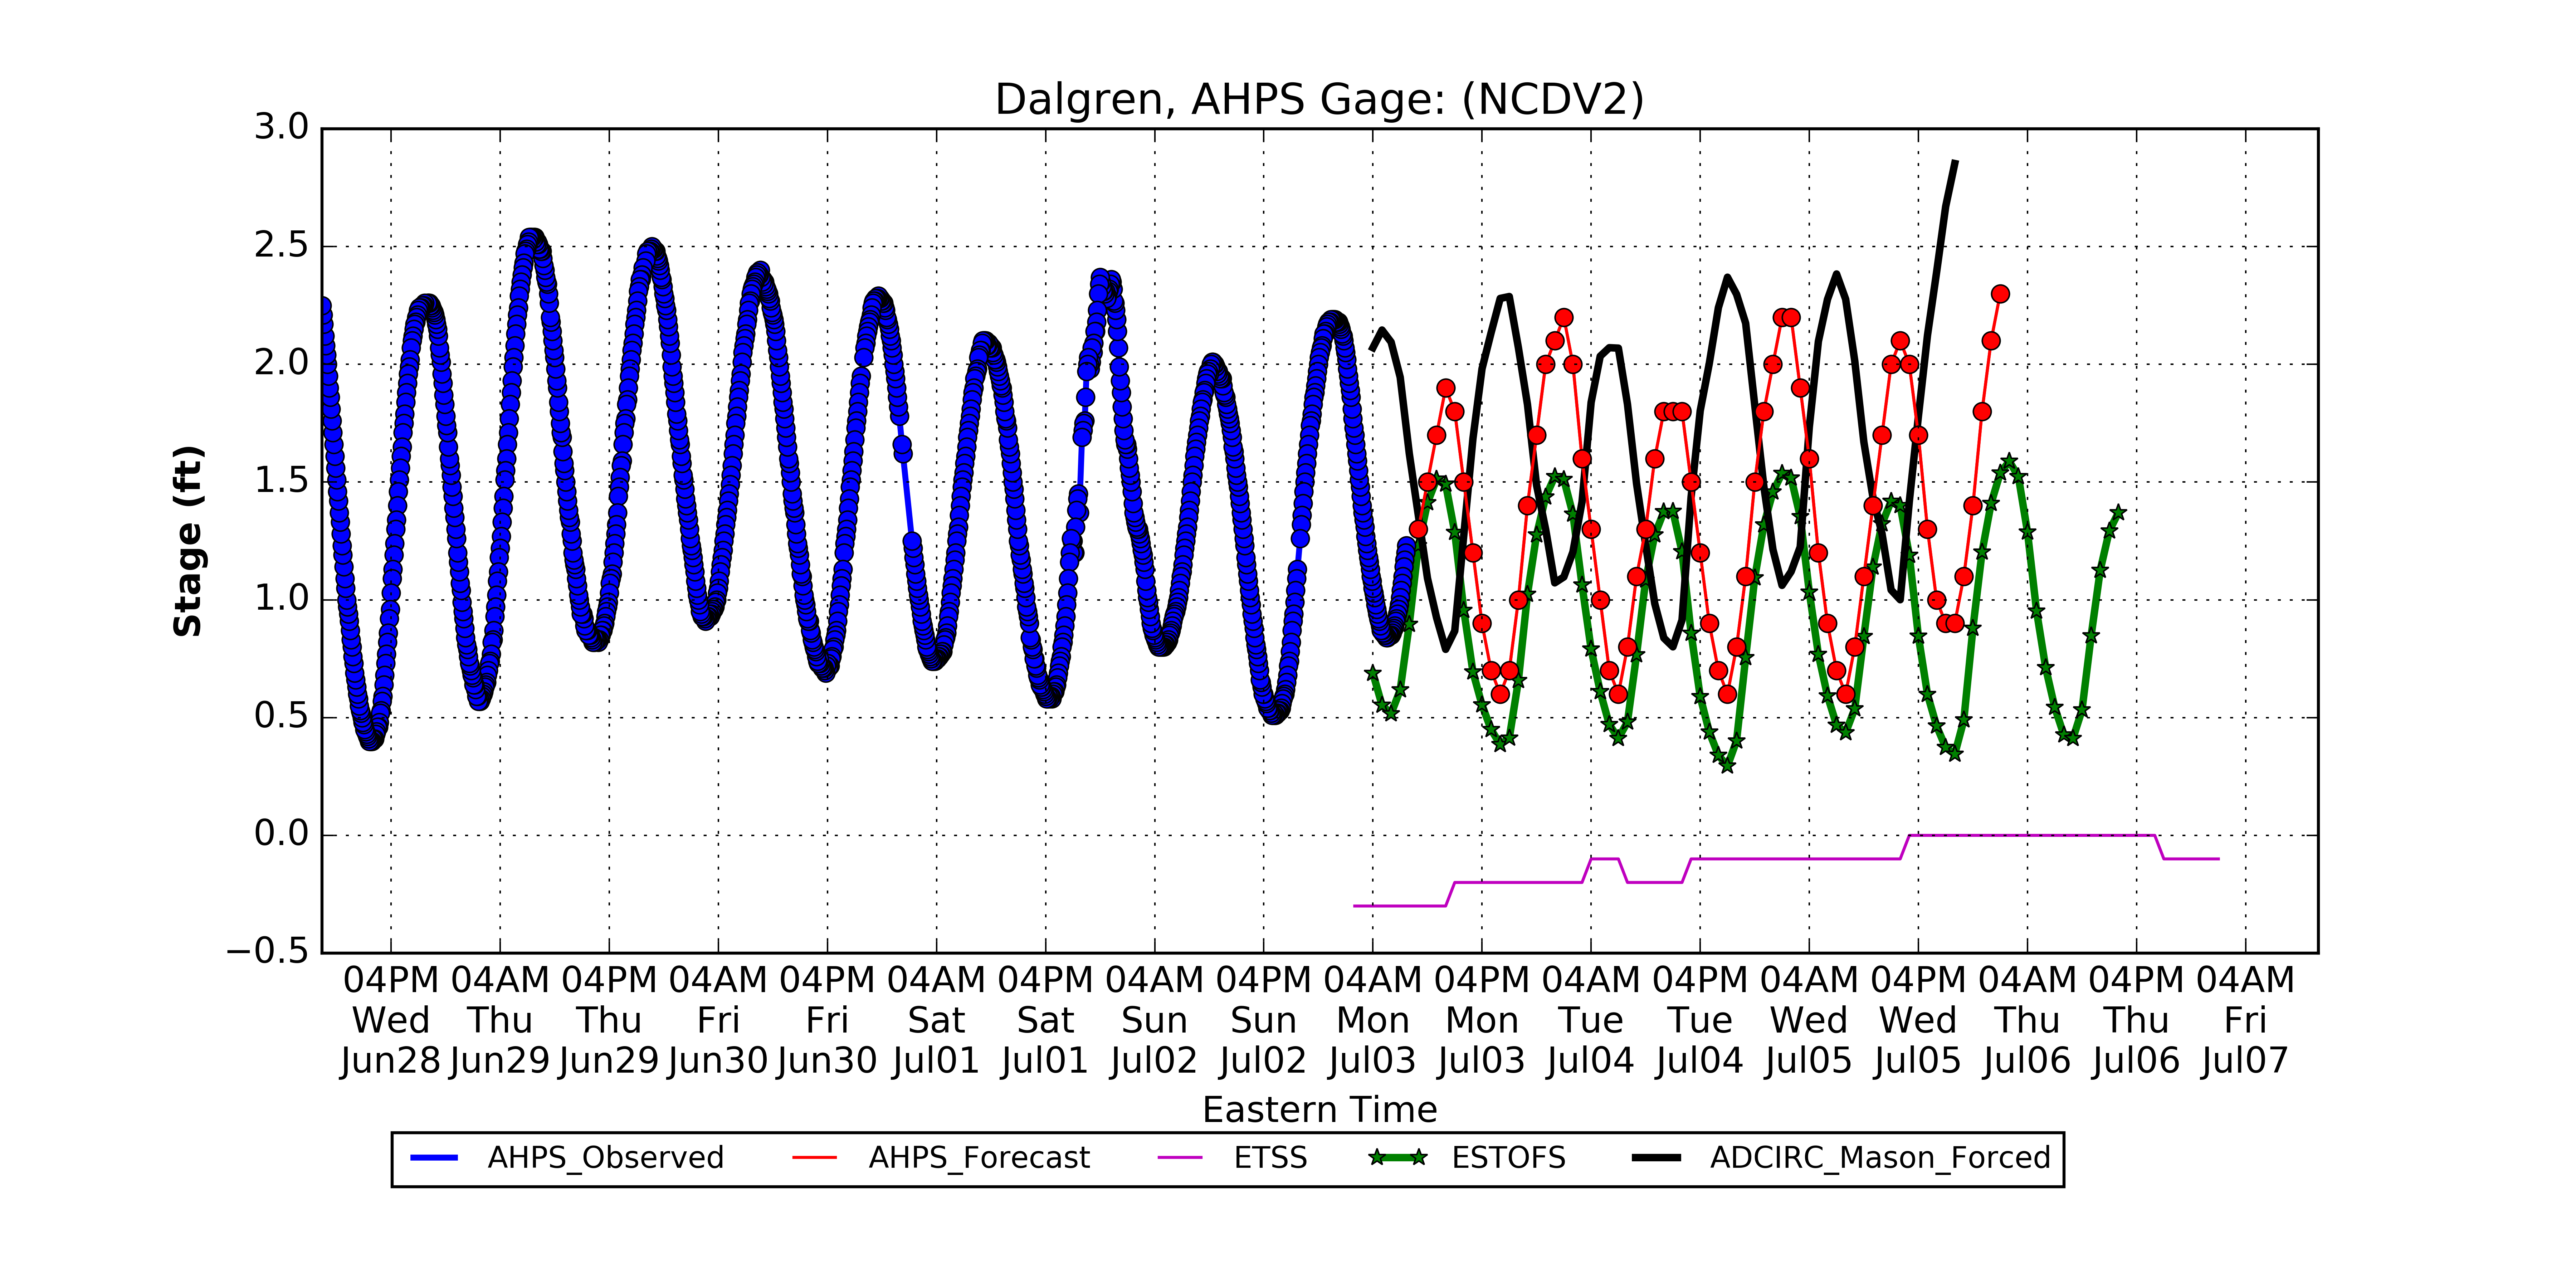 Dalgren, AHPS Gage: (NCDV2)
3.0
2.5
2.0
1.5
1.0
0.5
0.0
−0.5
Stage (ft)
04PM 04AM 04PM 04AM 04PM 04AM 04PM 04AM 04PM 04AM 04PM 04AM 04PM 04AM 04PM 04AM 04PM 04AM
Wed Thu Thu Fri Fri Sat Sat Sun Sun Mon Mon Tue Tue Wed Wed Thu Thu Fri
Jun28 Jun29 Jun29 Jun30 Jun30 Jul01 Jul01 Jul02 Jul02 Jul03 Jul03 Jul04 Jul04 Jul05 Jul05 Jul06 Jul06 Jul07
Eastern Time
AHPS_Observed AHPS_Forecast ETSS ESTOFS ADCIRC_Mason_Forced